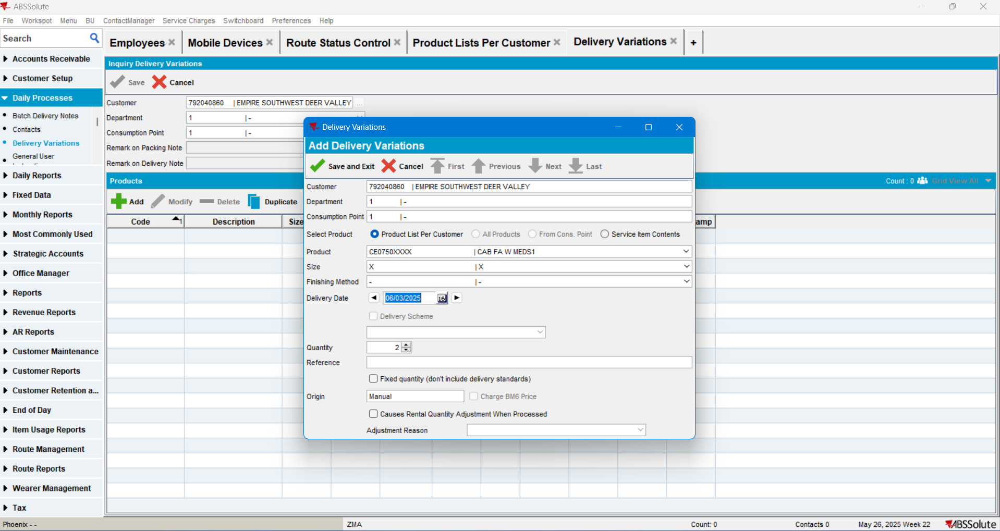 ABSSolute
File Workspot Menu BU ContactManager Service Charges Switchboard Preferences Help
Search
Employees Mobile Devices Route Status Control Product Lists Per Customer Delivery Variations +
Accounts Receivable
Customer Setup
Daily Processes
Batch Delivery Notes
Contacts
Delivery Variations
General User
Daily Reports
Fixed Data
Monthly Reports
Most Commonly Used
Strategic Accounts
Office Manager
Reports
Revenue Reports
AR Reports
Customer Maintenance
Customer Reports
Customer Retention a...
End of Day
Item Usage Reports
Route Management
Route Reports
Wearer Management
Tax
Inquiry Delivery Variations
Save Cancel
Customer 792040860 | EMPIRE SOUTHWEST DEER VALLEY ...
Department 1 | -
Consumption Point 1 | -
Remark on Packing Note
Remark on Delivery Note
Products Count : 0 Grid View All
Add Modify Delete Duplicate
Code 1 Description Size amp
Delivery Variations
Add Delivery Variations
Save and Exit Cancel First Previous Next Last
Customer 792040860 | EMPIRE SOUTHWEST DEER VALLEY
Department 1 | -
Consumption Point 1 | -
Select Product Product List Per Customer All Products From Cons. Point Service Item Contents
Product CE0750XXXX | CAB FA W MEDS1
Size X | X
Finishing Method - | -
Delivery Date 06/03/2025 16
Delivery Scheme
Quantity 2
Reference
Fixed quantity (don't include delivery standards)
Origin Manual Charge BM6 Price
Causes Rental Quantity Adjustment When Processed
Adjustment Reason
Phoenix - - ZMA Count: 0 Contacts 0 May 26, 2025 Week 22 ABSSolute